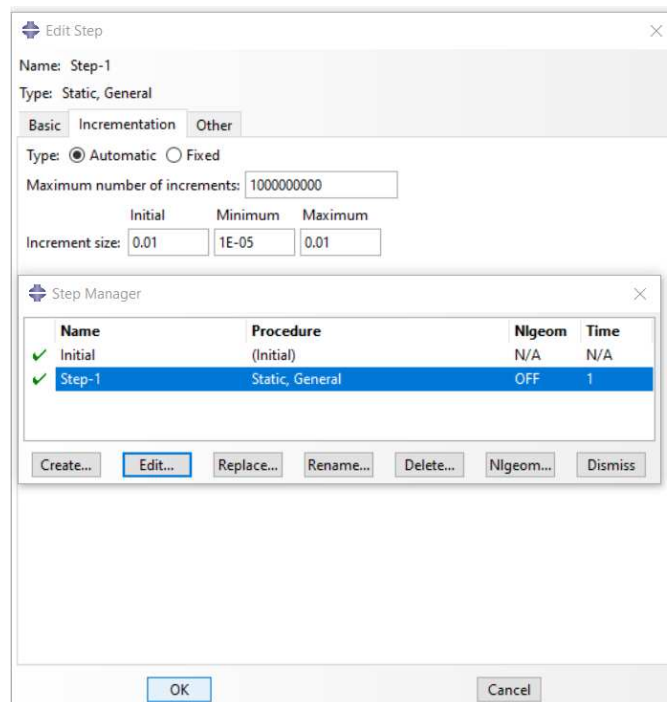 Edit Step
Name: Step-1
Type: Static, General
Basic Incrementation Other
Type: Automatic Fixed
Maximum number of increments: 1000000000
Initial Minimum Maximum
Increment size: 0.01 1E-05 0.01
Step Manager
Name Procedure Nlgeom Time
Initial (Initial) N/A N/A
Step-1 Static, General OFF 1
Create... Edit... Replace... Rename... Delete... Nlgeom... Dismiss
OK Cancel